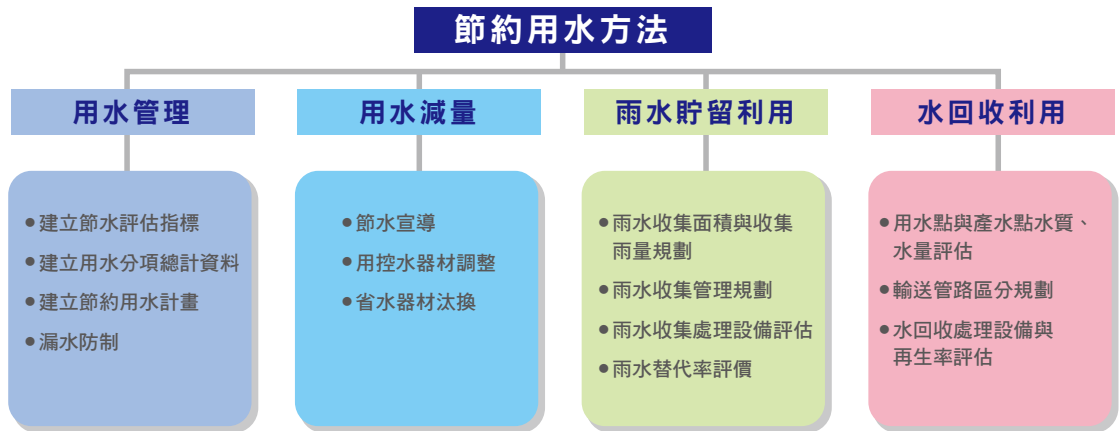 節約用水方法
用水管理
用水減量
雨水貯留利用
水回收利用
●建立節水評估指標
●建立用水分項總計資料
●建立節約用水計畫
●漏水防制
●節水宣導
●用控水器材調整
●省水器材汰換
●雨水收集面積與收集
雨量規劃
●雨水收集管理規劃
●雨水收集處理設備評估
●雨水替代率評價
●用水點與產水點水質、
水量評估
●輸送管路區分規劃
●水回收處理設備與
再生率評估